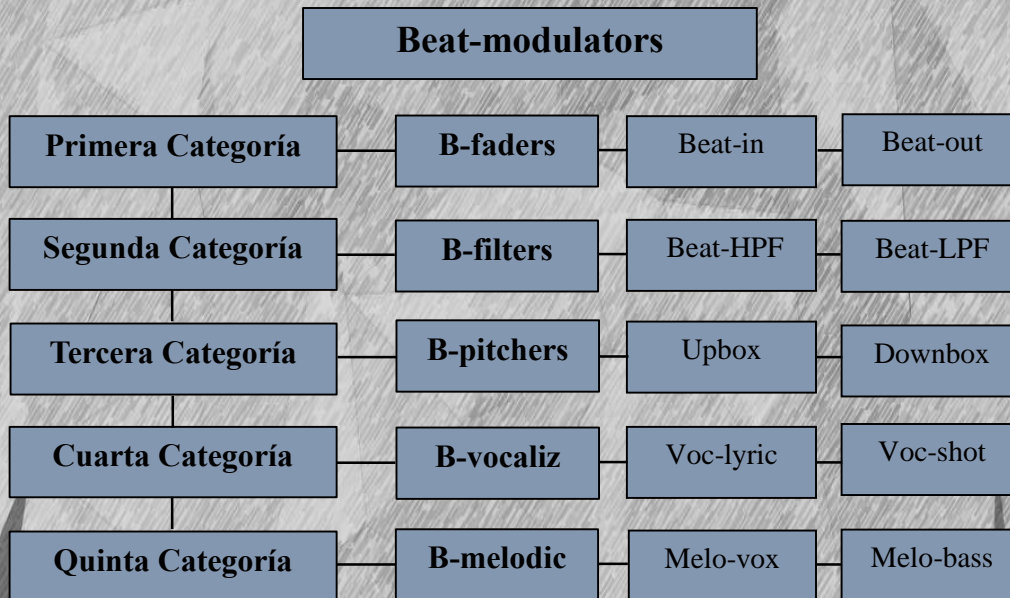 Beat-modulators
Primera Categoría B-faders Beat-in Beat-out
Segunda Categoría B-filters Beat-HPF Beat-LPF
Tercera Categoría B-pitchers Upbox Downbox
Cuarta Categoría B-vocaliz Voc-lyric Voc-shot
Quinta Categoría B-melodic Melo-vox Melo-bass